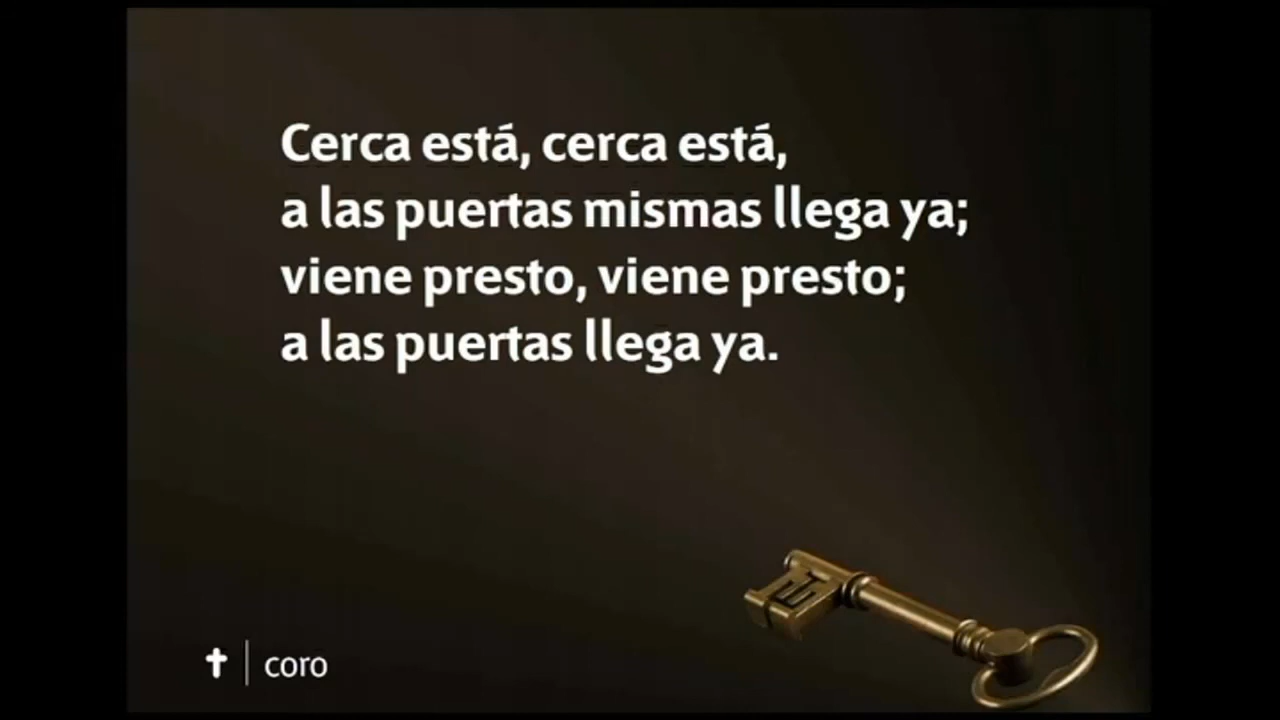 Cerca está, cerca está,
a las puertas mismas llega ya;
viene presto, viene presto;
a las puertas llega ya.
coro